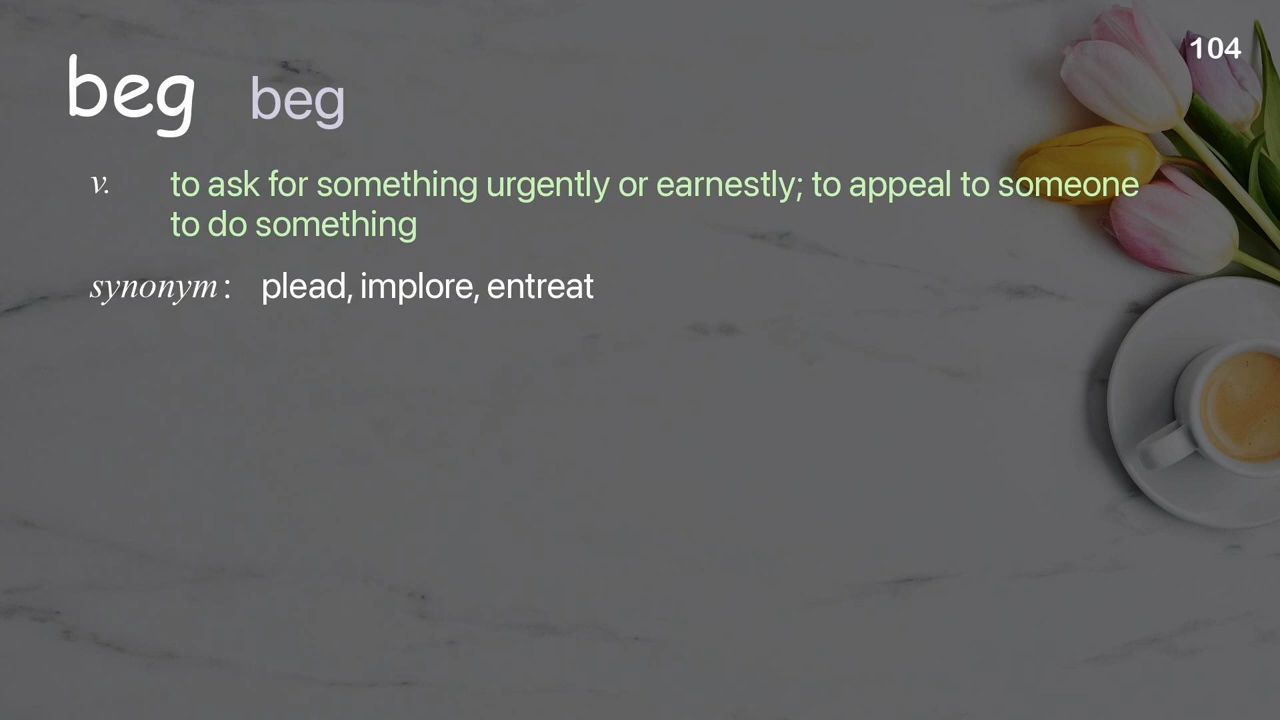 104
beg beg
v. to ask for something urgently or earnestly; to appeal to someone
to do something
synonym: plead, implore, entreat